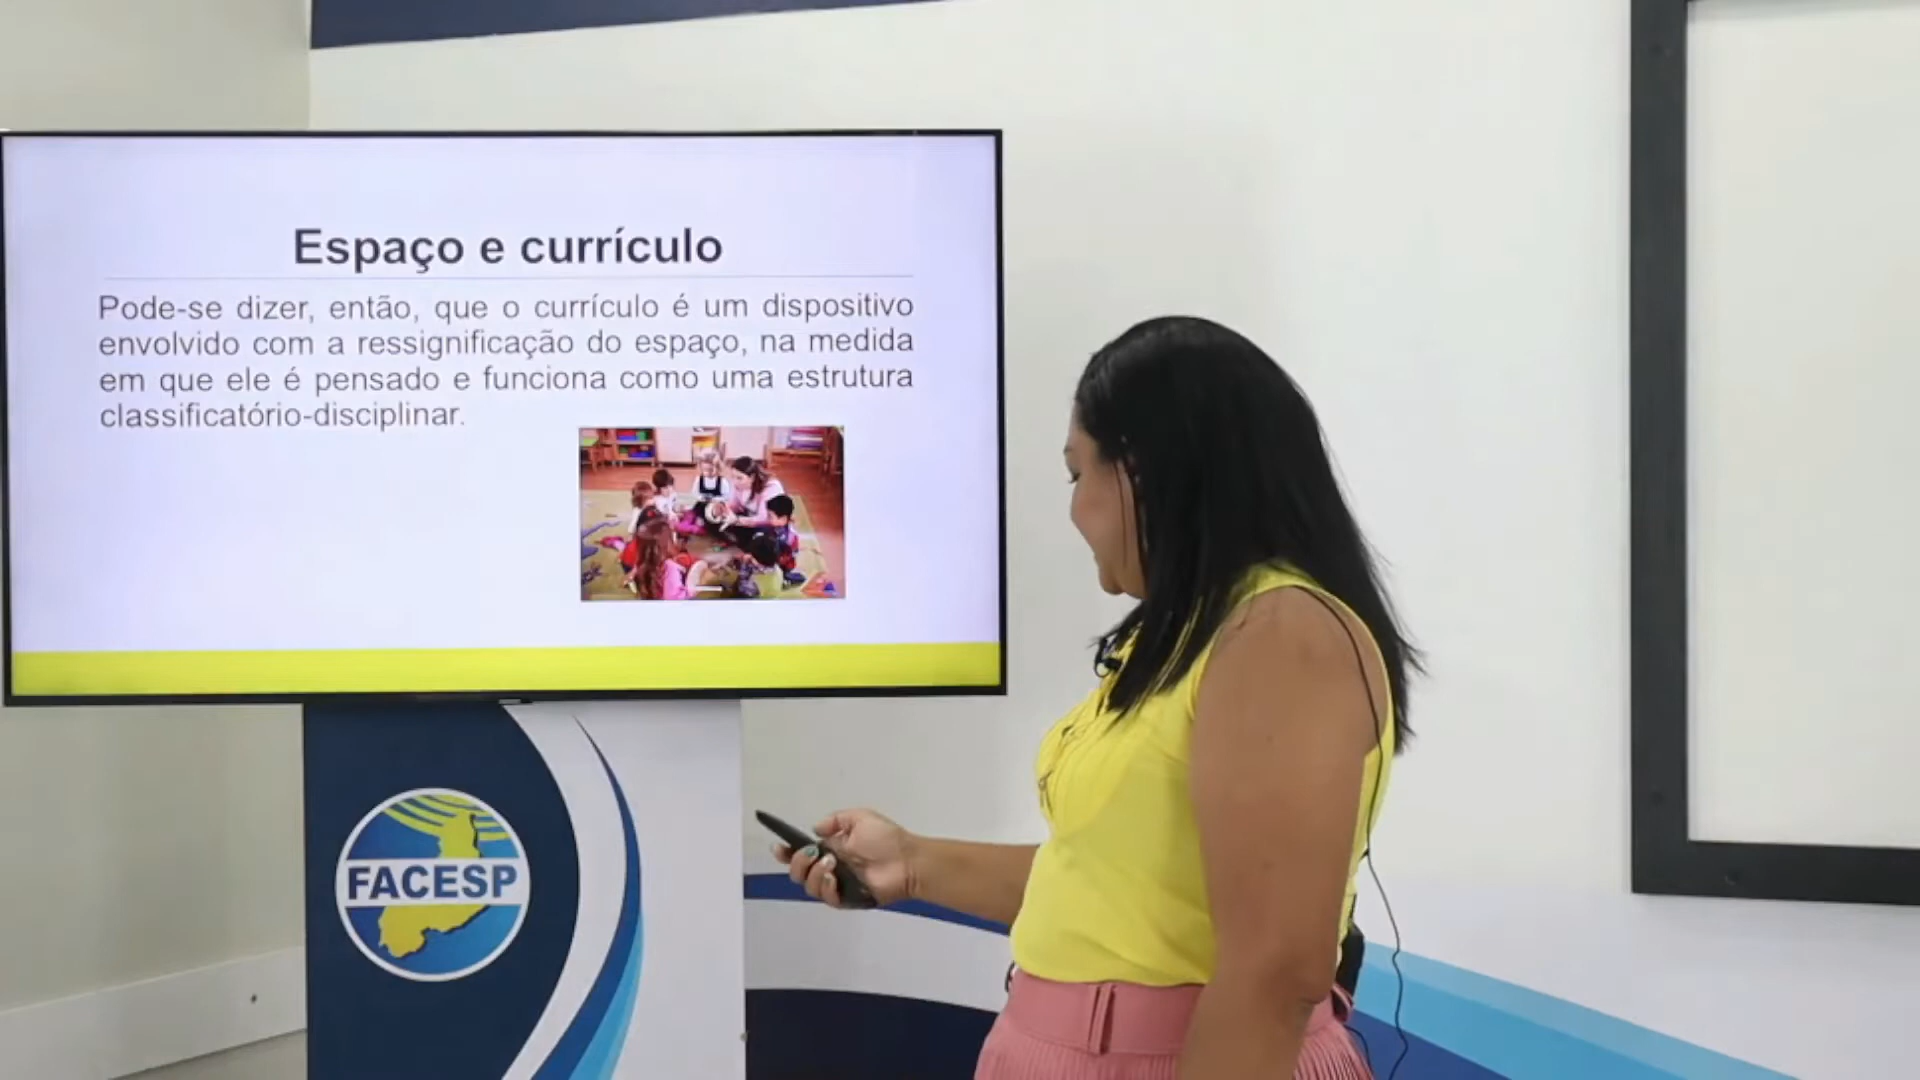 Espaço e currículo
Pode-se dizer, então, que o currículo é um dispositivo
envolvido com a ressignificação do espaço, na medida
em que ele é pensado e funciona como uma estrutura
classificatório-disciplinar.
FACESP